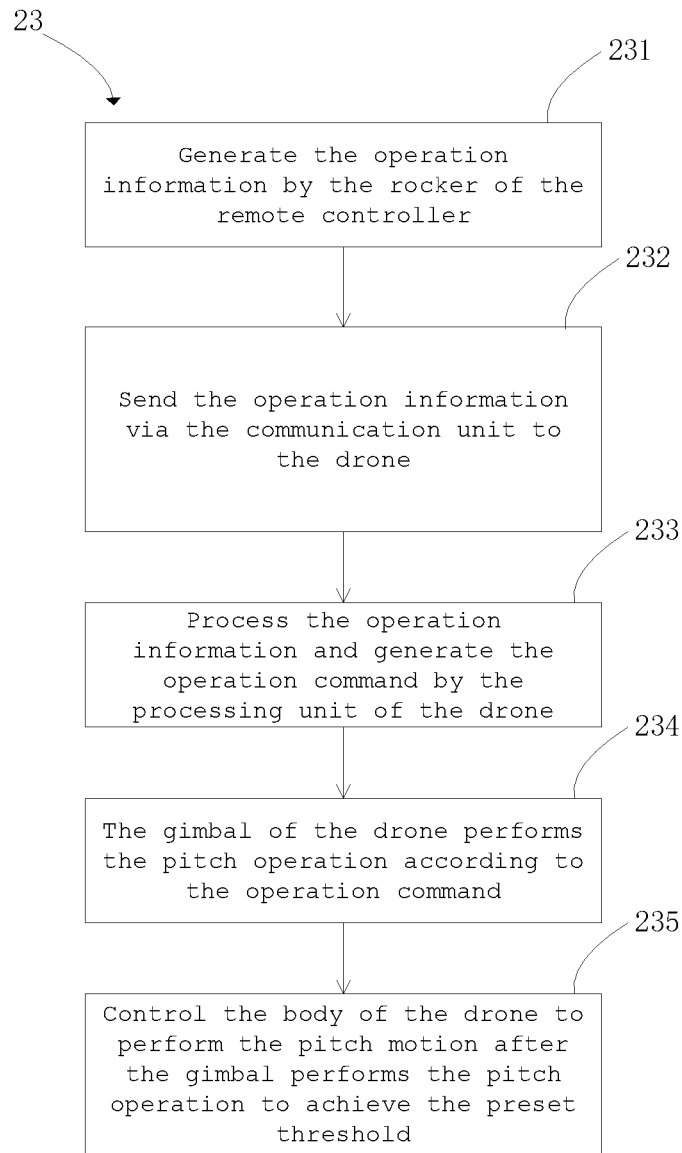 23
231
Generate the operation
information by the rocker of the
remote controller
232
Send the operation information
via the communication unit to
the drone
233
Process the operation
information and generate the
operation command by the
processing unit of the drone
234
The gimbal of the drone performs
the pitch operation according to
the operation command
235
Control the body of the drone to
perform the pitch motion after
the gimbal performs the pitch
operation to achieve the preset
threshold